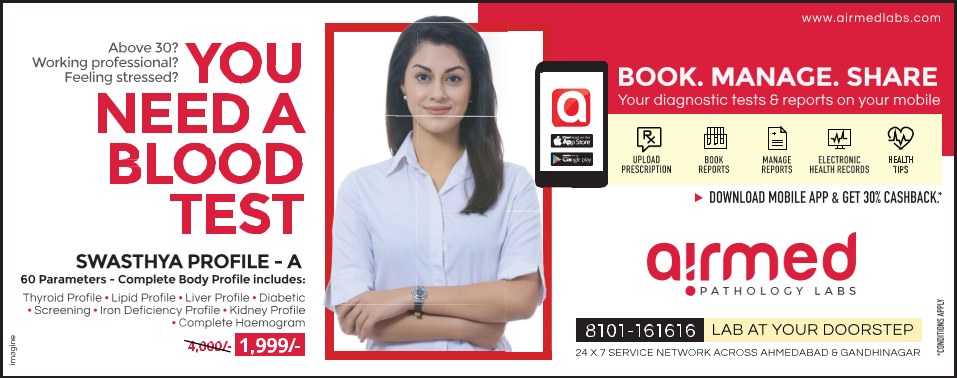 Above 30?
Working professional?
Feeling stressed?
YOU
NEED A
BLOOD
TEST
SWASTHYA PROFILE - A
60 Parameters - Complete Body Profile includes:
Thyroid Profile • Lipid Profile • Liver Profile • Diabetic
• Screening • Iron Deficiency Profile • Kidney Profile
• Complete Haemogram
4,000/- 1,999/-
imagine
www.airmedlabs.com
BOOK. MANAGE. SHARE
Your diagnostic tests & reports on your mobile
a
App Store
Google play
UPLOAD
PRESCRIPTION
BOOK
REPORTS
MANAGE
REPORTS
ELECTRONIC
HEALTH RECORDS
HEALTH
TIPS
DOWNLOAD MOBILE APP & GET 30% CASHBACK.*
airmed
PATHOLOGY LABS
8101-161616 LAB AT YOUR DOORSTEP
24 X 7 SERVICE NETWORK ACROSS AHMEDABAD & GANDHINAGAR
*CONDITIONS APPLY